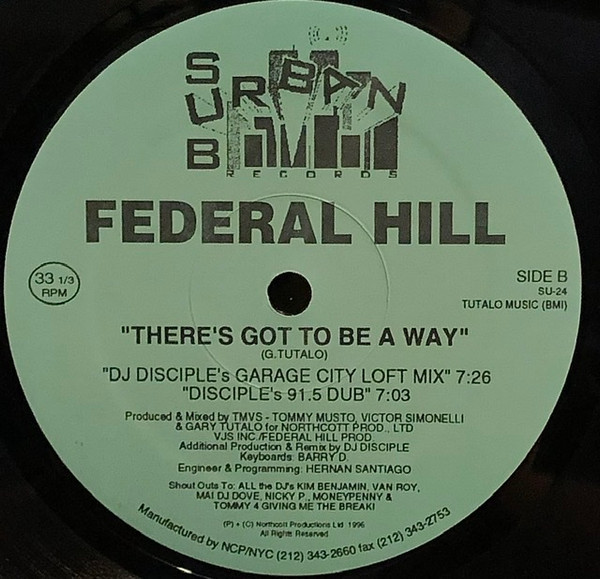 SUB URBAN
RECORDS
FEDERAL HILL
33 1/3
RPM
SIDE B
SU-24
TUTALO MUSIC (BMI)
"THERE'S GOT TO BE A WAY"
(G.TUTALO)
"DJ DISCIPLE's GARAGE CITY LOFT MIX" 7:26
"DISCIPLE's 91.5 DUB" 7:03
Produced & Mixed by TMVS - TOMMY MUSTO, VICTOR SIMONELLI
& GARY TUTALO for NORTHCOTT PROD., LTD
VJS INC./FEDERAL HILL PROD.
Additional Production & Remix by DJ DISCIPLE
Keyboards: BARRY D.
Engineer & Programming: HERNAN SANTIAGO
Shout Outs To: ALL the DJ's KIM BENJAMIN, VAN ROY,
MAI DJ DOVE, NICKY P., MONEYPENNY &
TOMMY 4 GIVING ME THE BREAK!
(P) + (C) Northcott Productions Ltd 1996
All Rights Reserved
Manufactured by NCP/NYC (212) 343-2660 fax (212) 343-2753